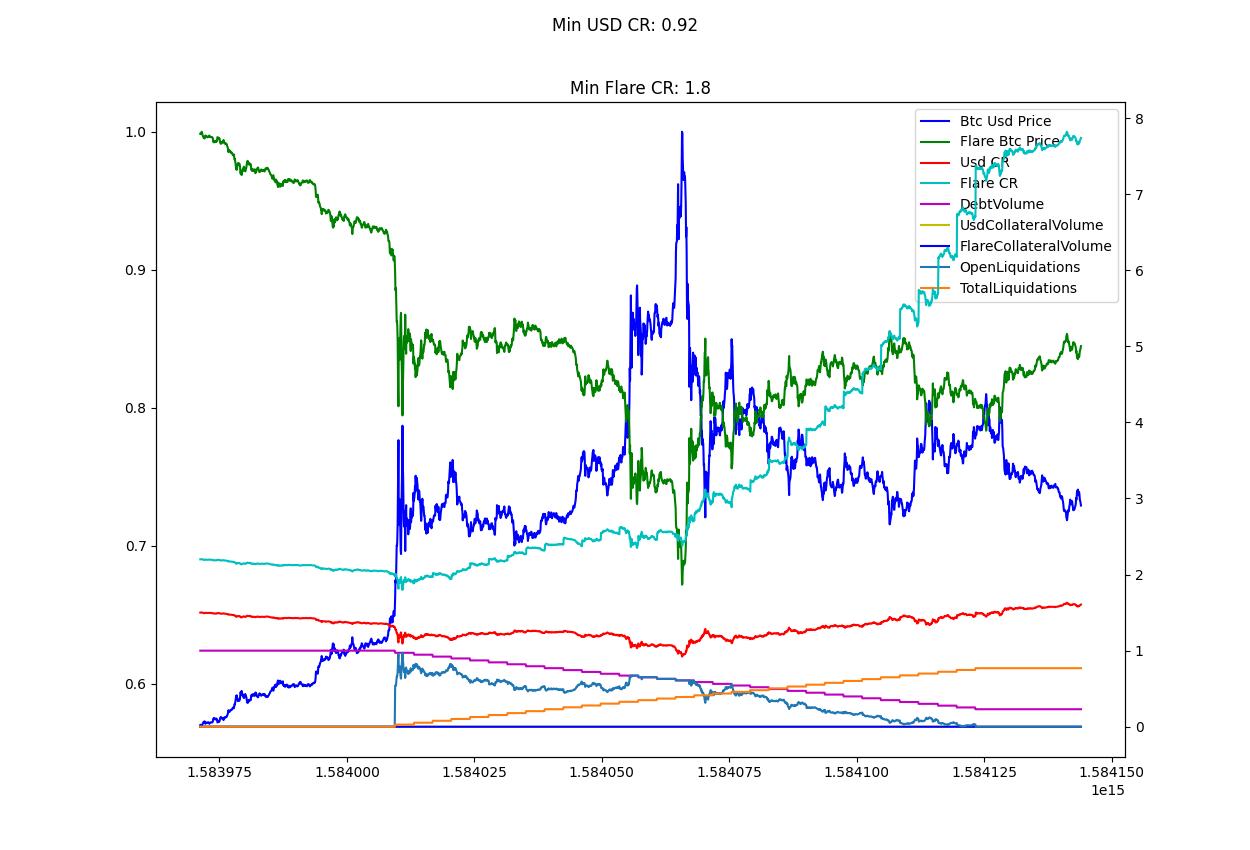 Min USD CR: 0.92
Min Flare CR: 1.8
1.0
0.9
0.8
0.7
0.6
8
7
6
5
4
3
2
1
0
Btc Usd Price
Flare Btc Price
Usd CR
Flare CR
DebtVolume
UsdCollateralVolume
FlareCollateralVolume
OpenLiquidations
TotalLiquidations
1.583975 1.584000 1.584025 1.584050 1.584075 1.584100 1.584125 1.584150
1e15